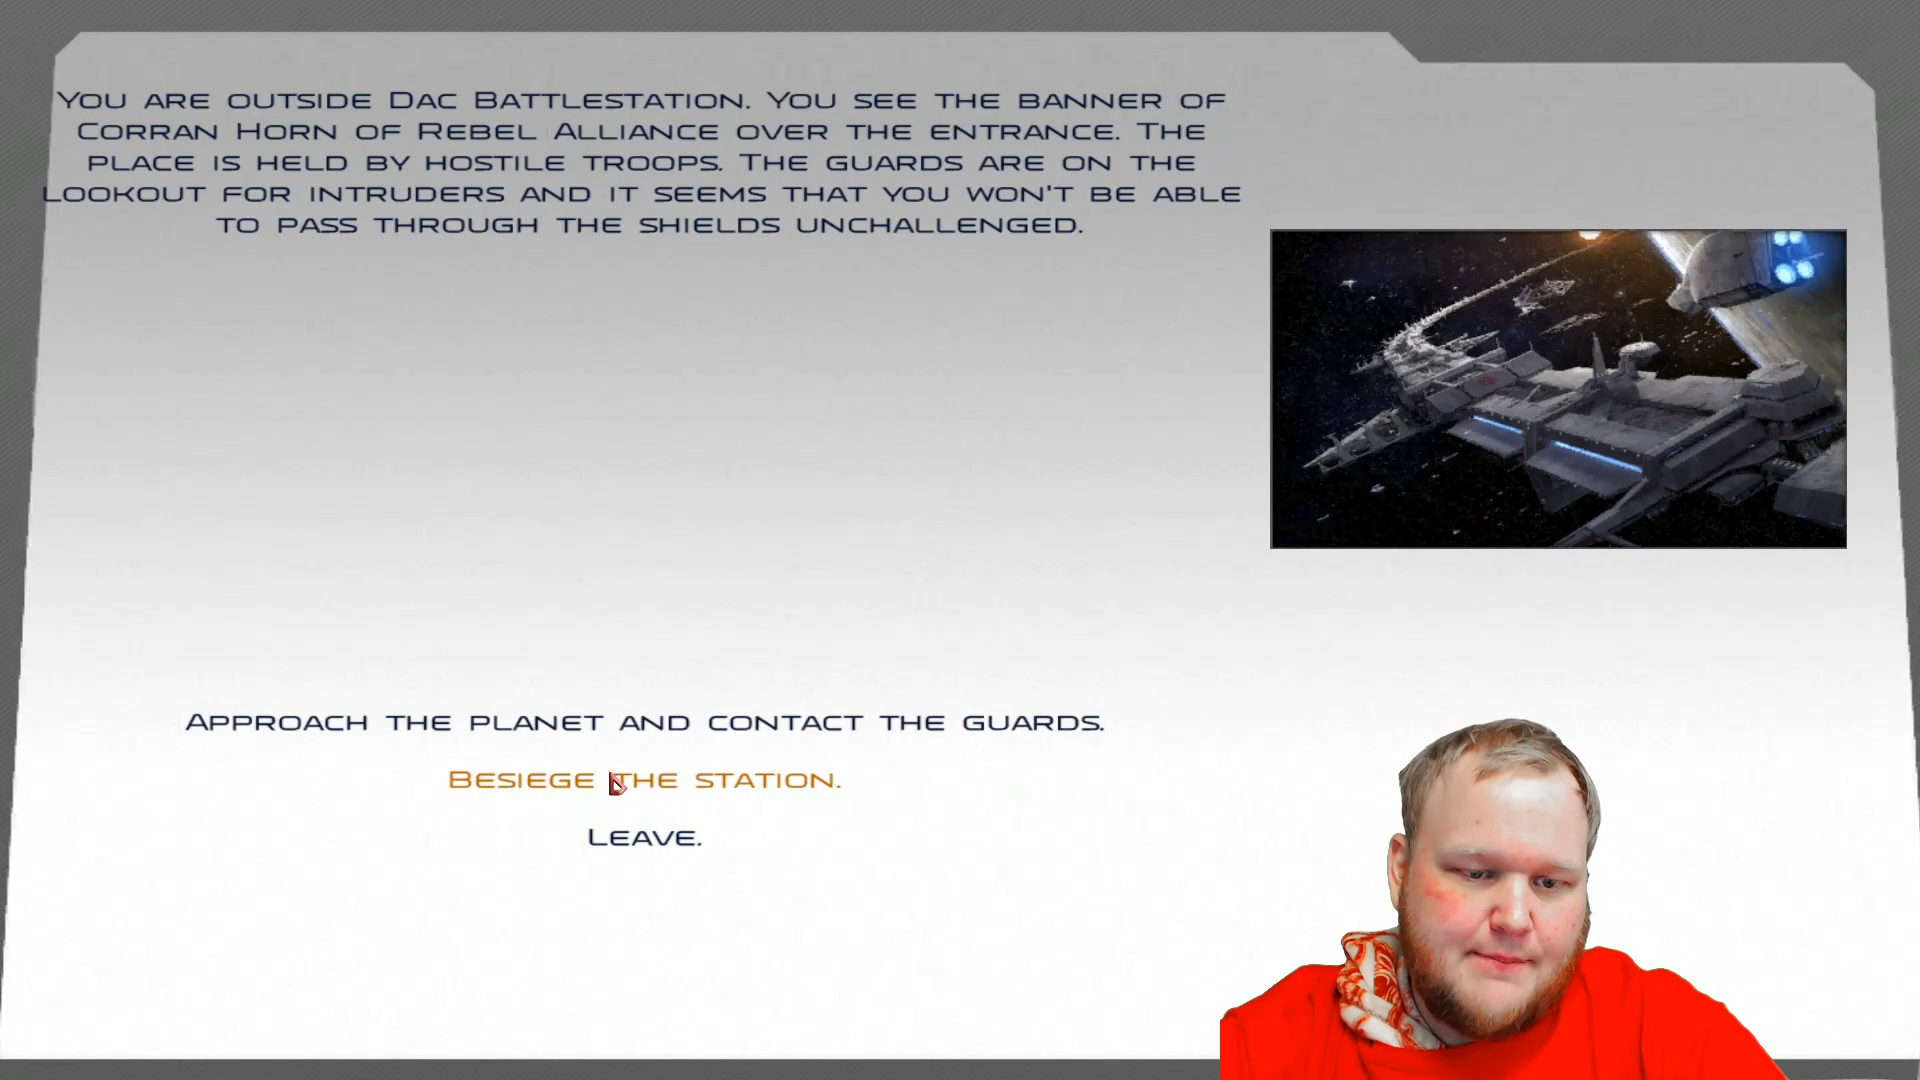 You are outside Dac Battlestation. You see the banner of
Corran Horn of Rebel Alliance over the entrance. The
place is held by hostile troops. The guards are on the
lookout for intruders and it seems that you won't be able
to pass through the shields unchallenged.
Approach the planet and contact the guards.
Besiege the station.
Leave.